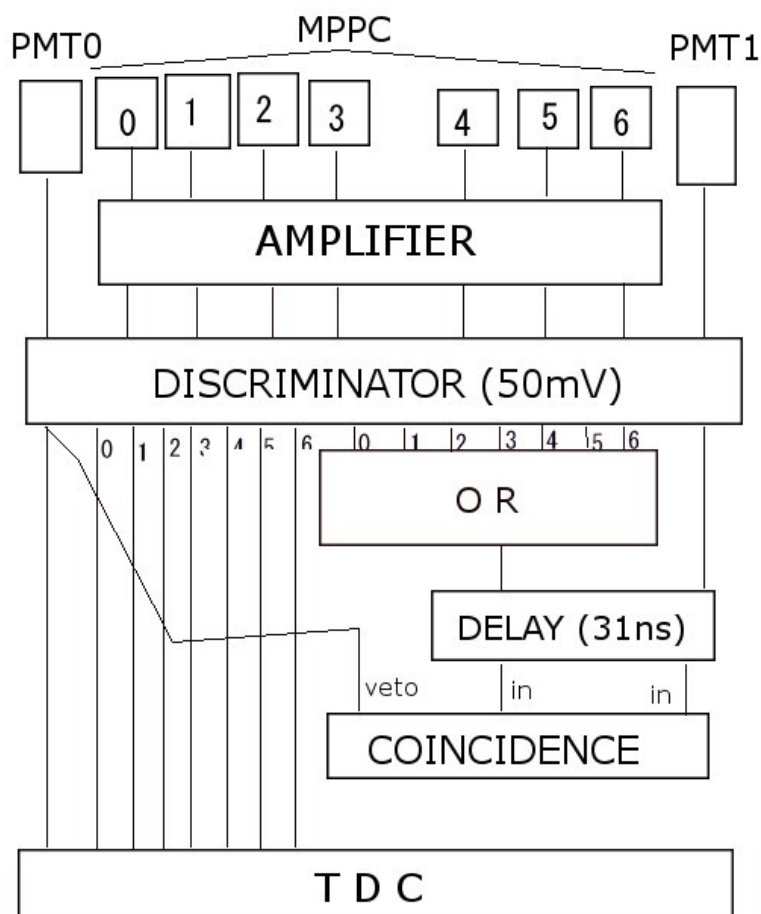 MPPC
PMT0
PMT1
0 1 2 3 4 5 6
AMPLIFIER
DISCRIMINATOR (50mV)
0 1 2 3 4 5 6 0 1 2 3 4 5 6
O R
DELAY (31ns)
veto in in
COINCIDENCE
T D C